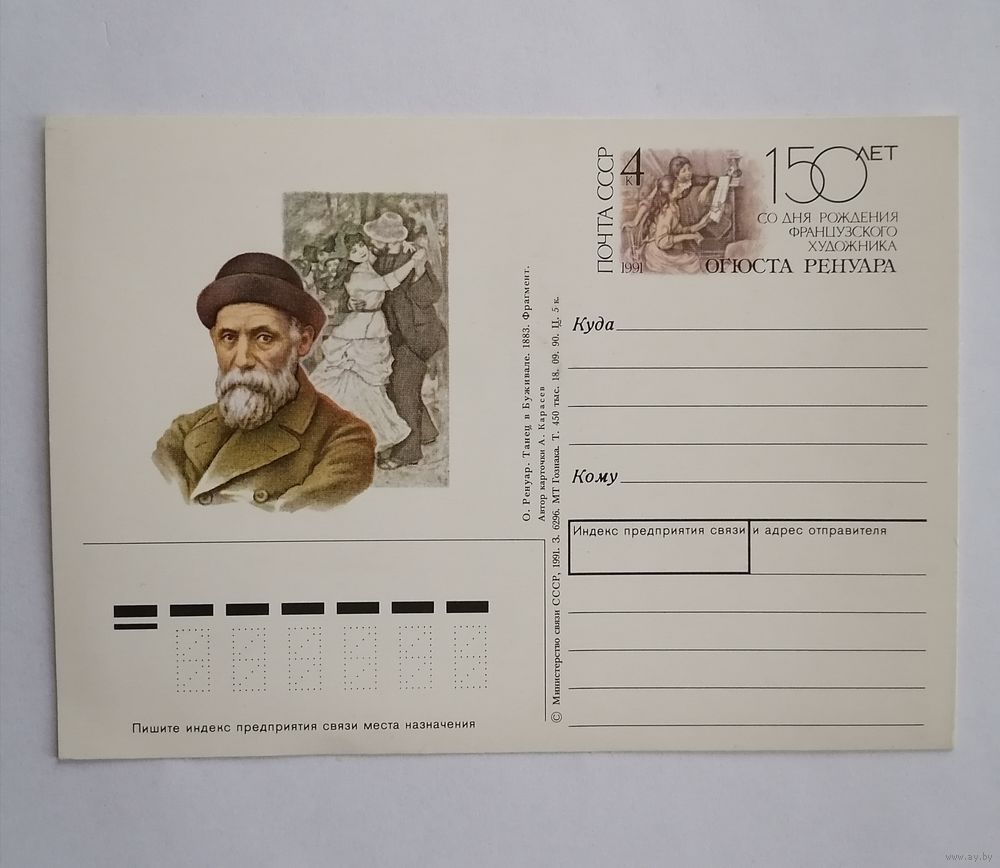 ПОЧТА СССР
4
к
1991
150 ЛЕТ
СО ДНЯ РОЖДЕНИЯ
ФРАНЦУЗСКОГО
ХУДОЖНИКА
ОГЮСТА РЕНУАРА
О. Ренуар. Танец в Буживале. 1883. Фрагмент.
Автор карточки А. Карасев
© Министерство связи СССР, 1991. З. 6296. МТ Гознака. Т. 450 тыс. 18. 09. 90. Ц. 5 к.
Куда
Кому
Индекс предприятия связи и адрес отправителя
Пишите индекс предприятия связи места назначения
www.ay.by